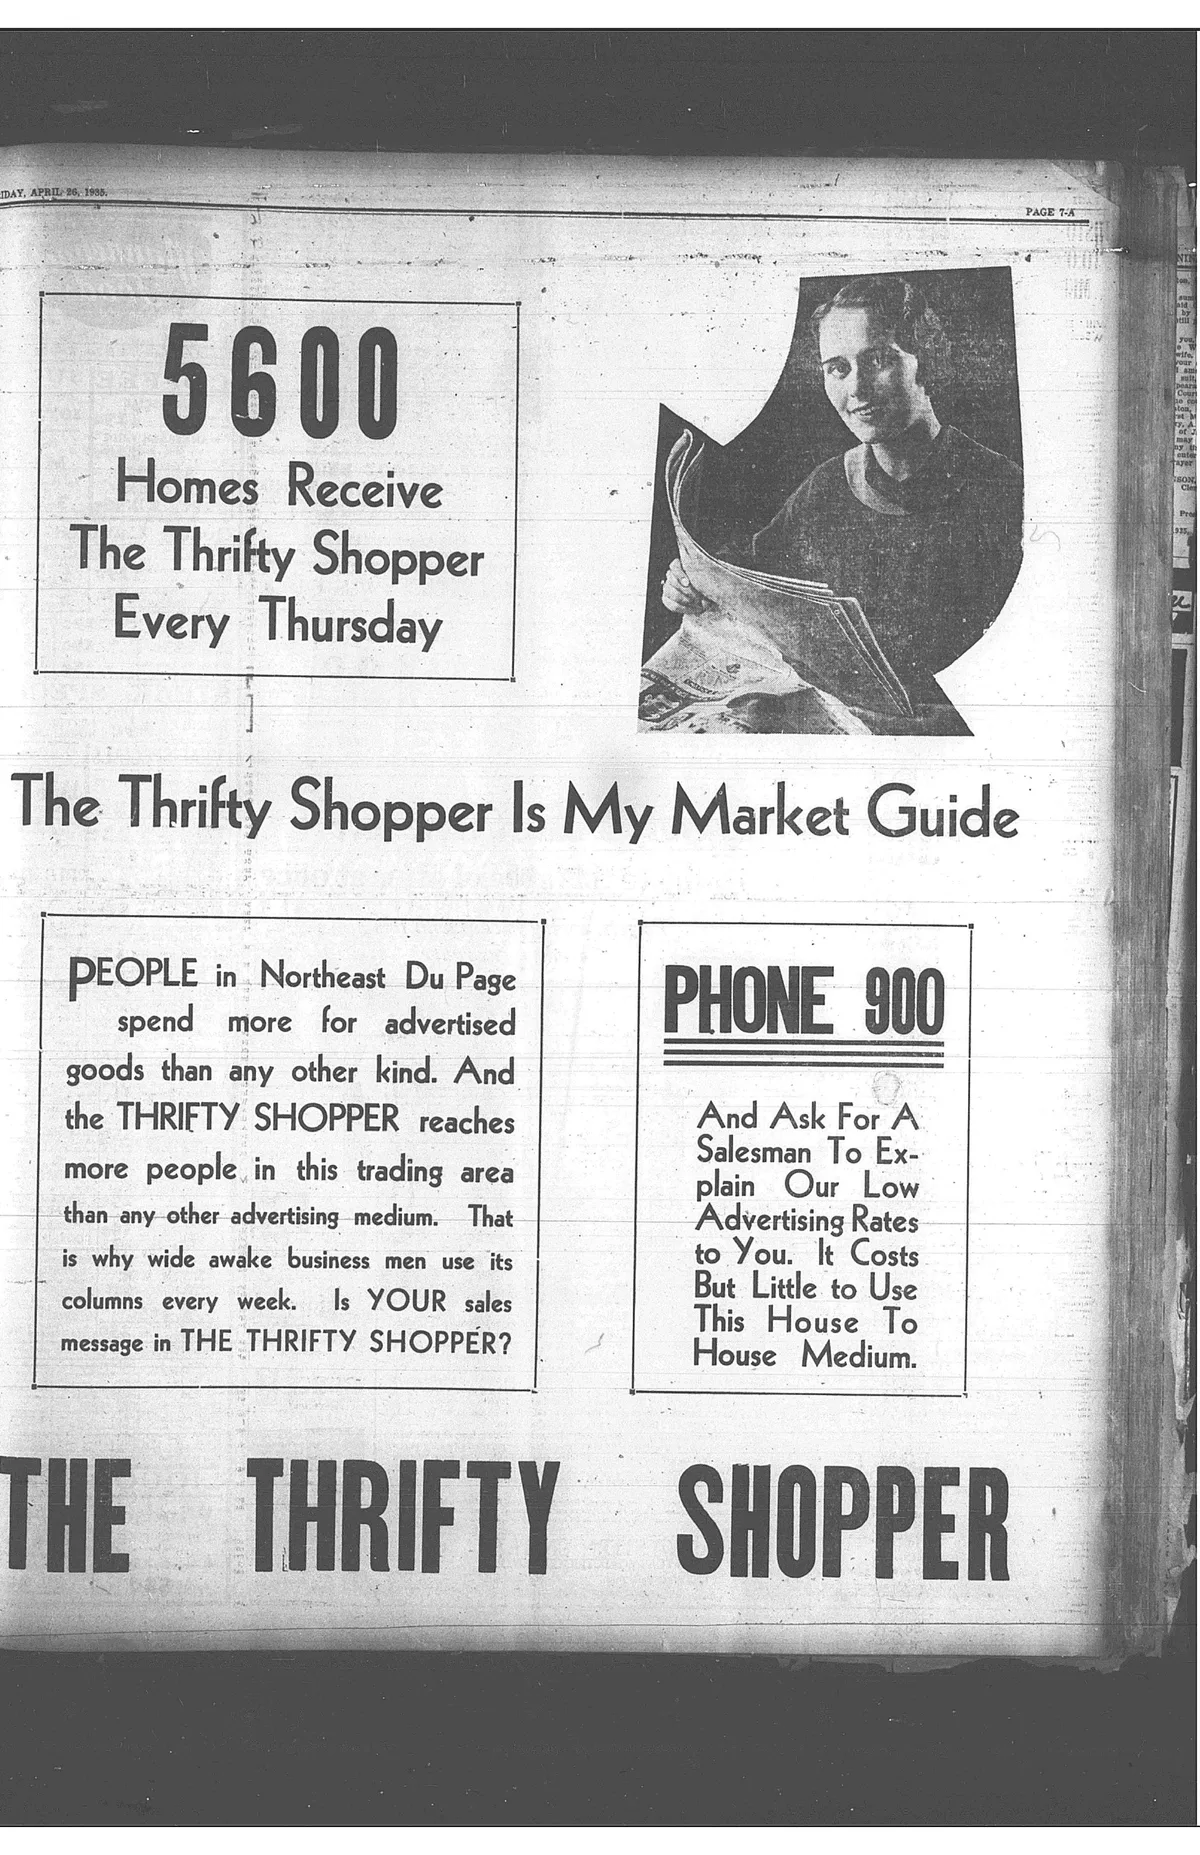 APRIL 26, 1935.
PAGE 7-A
5600
Homes Receive
The Thrifty Shopper
Every Thursday
The Thrifty Shopper Is My Market Guide
PEOPLE in Northeast Du Page
spend more for advertised
goods than any other kind. And
the THRIFTY SHOPPER reaches
more people in this trading area
than any other advertising medium. That
is why wide awake business men use its
columns every week. Is YOUR sales
message in THE THRIFTY SHOPPER?
PHONE 900
And Ask For A
Salesman To Ex-
plain Our Low
Advertising Rates
to You. It Costs
But Little to Use
This House To
House Medium.
THE THRIFTY SHOPPER